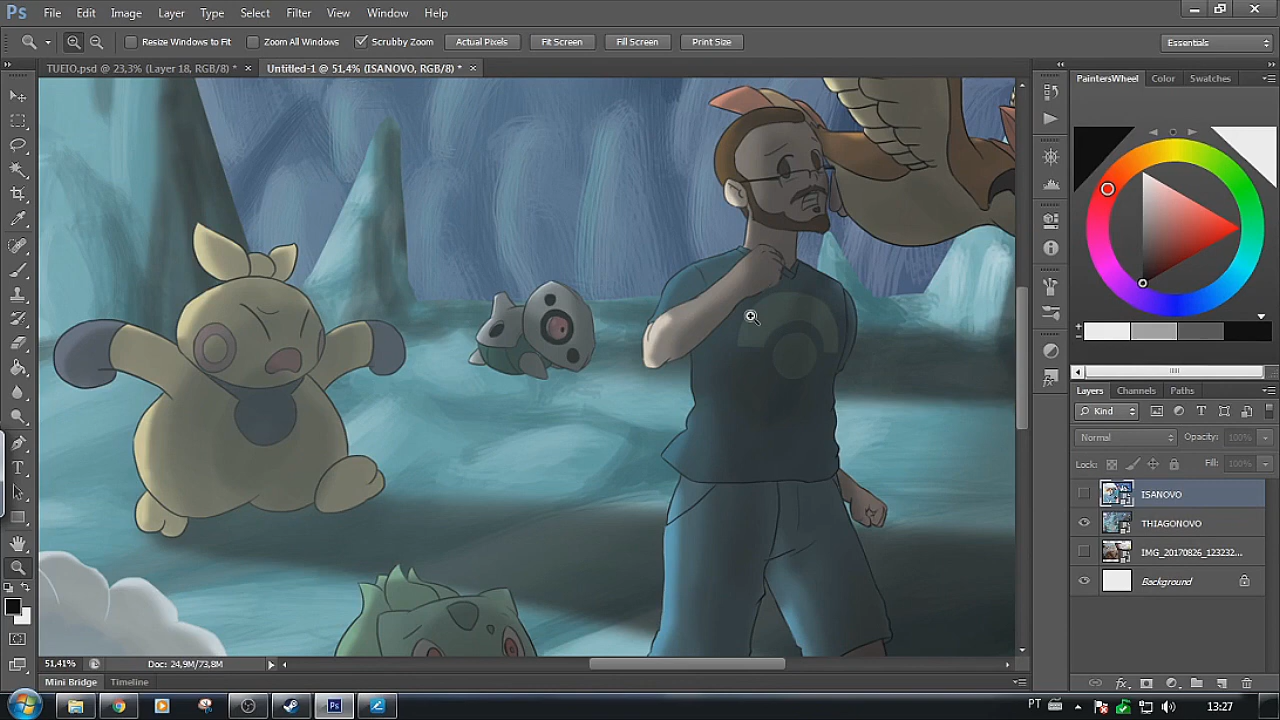 Ps File Edit Image Layer Type Select Filter View Window Help
Resize Windows to Fit Zoom All Windows Scrubby Zoom Actual Pixels Fit Screen Fill Screen Print Size Essentials
TUEIO.psd @ 23,3% (Layer 18, RGB/8) * × Untitled-1 @ 51,4% (ISANOVO, RGB/8) * ×
PaintersWheel Color Swatches
Layers Channels Paths
Kind
Normal Opacity: 100%
Lock: Fill: 100%
ISANOVO
THIAGONOVO
IMG_20170826_123232...
Background
51,41% Doc: 24,9M/73,8M
Mini Bridge Timeline
PT 13:27